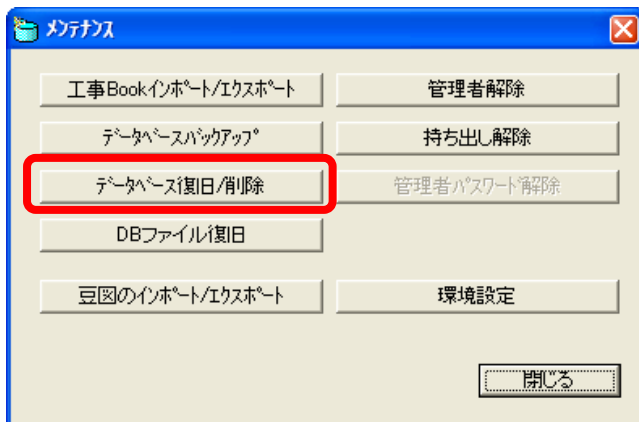 メンテナンス
工事Bookインポート/エクスポート
管理者解除
データベースバックアップ
持ち出し解除
データベース復旧/削除
管理者パスワード解除
DBファイル復旧
豆図のインポート/エクスポート
環境設定
閉じる